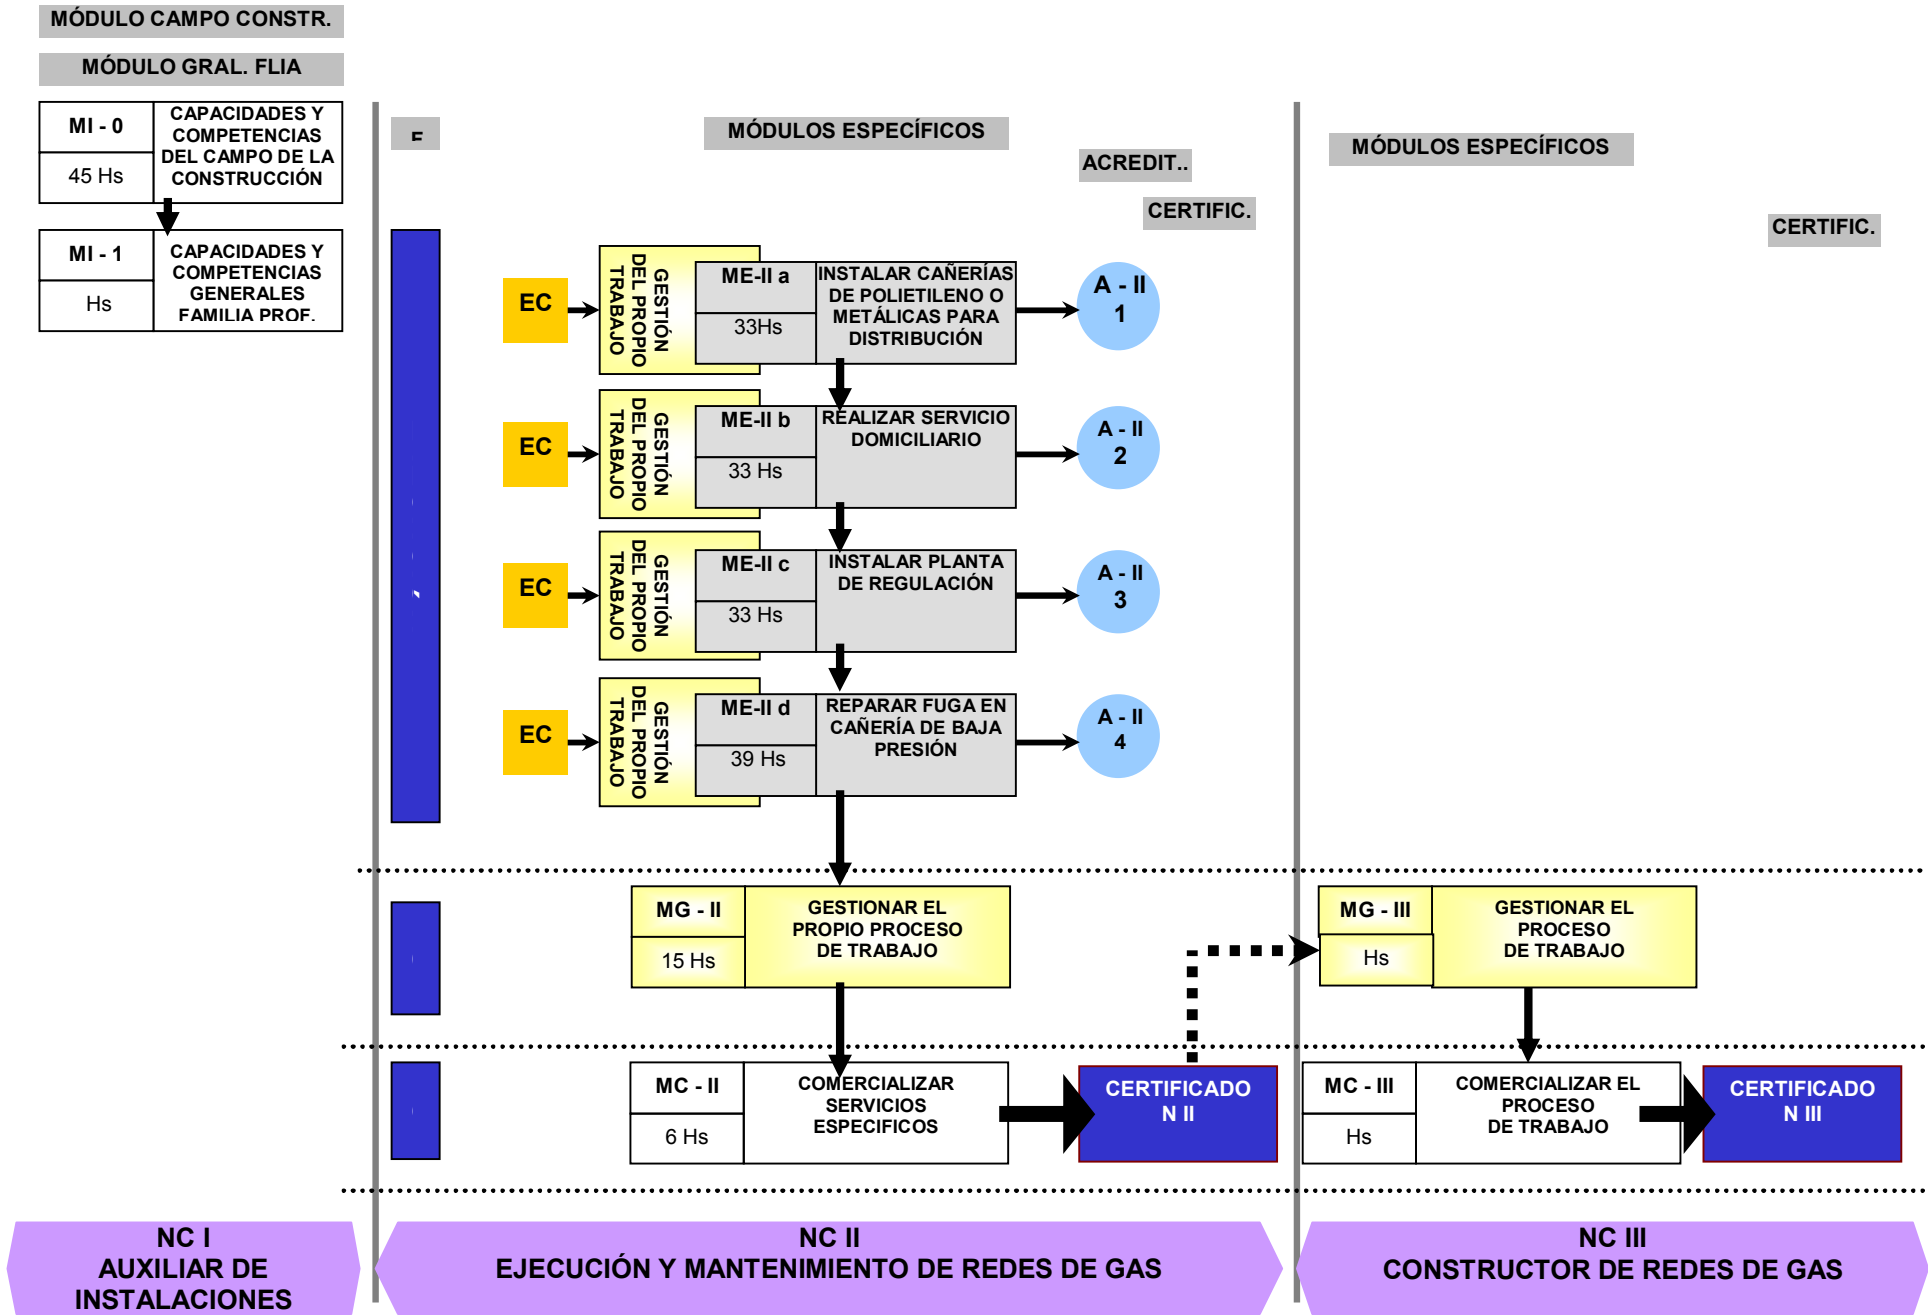 MÓDULO CAMPO CONSTR.
MÓDULO GRAL. FLIA
MI - 0
45 Hs
CAPACIDADES Y
COMPETENCIAS
DEL CAMPO DE LA
CONSTRUCCIÓN
MI - 1
Hs
CAPACIDADES Y
COMPETENCIAS
GENERALES
FAMILIA PROF.
MÓDULOS ESPECÍFICOS
ACREDIT..
CERTIFIC.
EC
GESTIÓN
DEL PROPIO
TRABAJO
ME-II a
33Hs
INSTALAR CAÑERÍAS
DE POLIETILENO O
METÁLICAS PARA
DISTRIBUCIÓN
A - II
1
EC
GESTIÓN
DEL PROPIO
TRABAJO
ME-II b
33 Hs
REALIZAR SERVICIO
DOMICILIARIO
A - II
2
EC
GESTIÓN
DEL PROPIO
TRABAJO
ME-II c
33 Hs
INSTALAR PLANTA
DE REGULACIÓN
A - II
3
EC
GESTIÓN
DEL PROPIO
TRABAJO
ME-II d
39 Hs
REPARAR FUGA EN
CAÑERÍA DE BAJA
PRESIÓN
A - II
4
MG - II
15 Hs
GESTIONAR EL
PROPIO PROCESO
DE TRABAJO
MC - II
6 Hs
COMERCIALIZAR
SERVICIOS
ESPECIFICOS
CERTIFICADO
N II
MÓDULOS ESPECÍFICOS
CERTIFIC.
MG - III
Hs
GESTIONAR EL
PROCESO
DE TRABAJO
MC - III
Hs
COMERCIALIZAR EL
PROCESO
DE TRABAJO
CERTIFICADO
N III
NC I
AUXILIAR DE
INSTALACIONES
NC II
EJECUCIÓN Y MANTENIMIENTO DE REDES DE GAS
NC III
CONSTRUCTOR DE REDES DE GAS